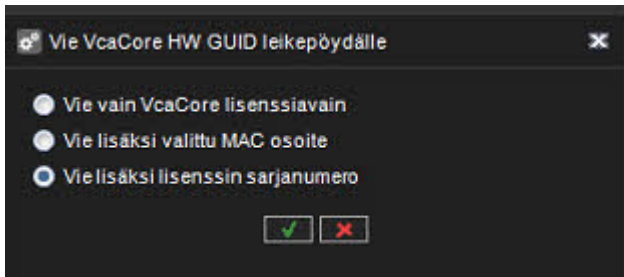 Vie VcaCore HW GUID leikepöydälle
Vie vain VcaCore lisenssiavain
Vie lisäksi valittu MAC osoite
Vie lisäksi lisenssin sarjanumero